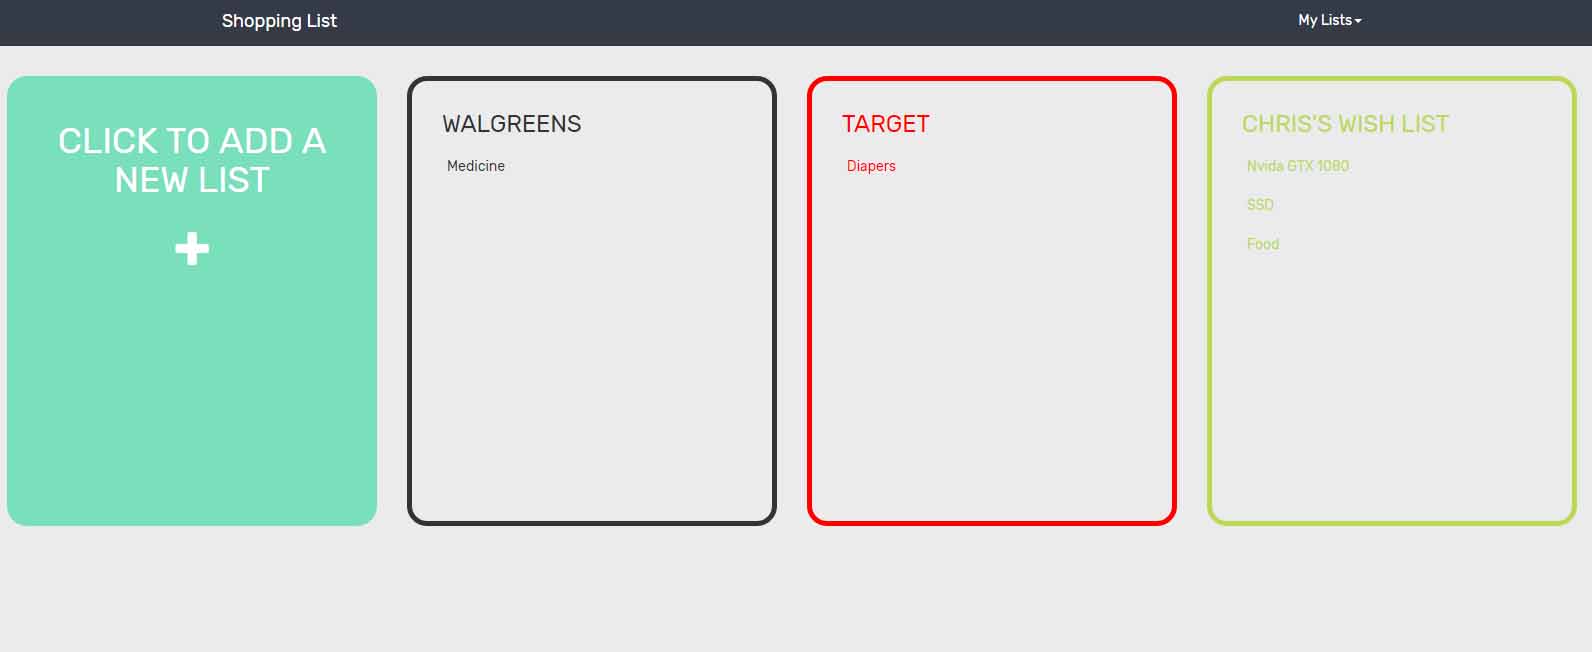 Shopping List
My Lists
CLICK TO ADD A
NEW LIST
WALGREENS
Medicine
TARGET
Diapers
CHRIS'S WISH LIST
Nvida GTX 1080
SSD
Food